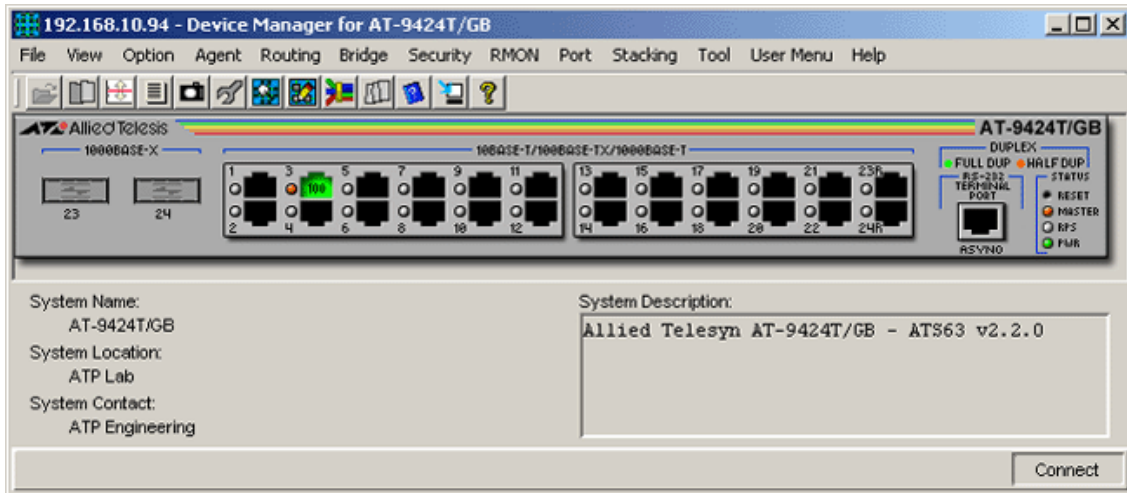 192.168.10.94 - Device Manager for AT-9424T/GB
File View Option Agent Routing Bridge Security RMON Port Stacking Tool User Menu Help
Allied Telesis
AT-9424T/GB
1000BASE-X
10BASE-T/100BASE-TX/1000BASE-T
DUPLEX
FULL DUP HALF DUP
RS-232
TERMINAL
PORT
STATUS
RESET
MASTER
RPS
PWR
ASYN0
1 3 5 7 9 11 13 15 17 19 21 23R
100
23 24
2 4 6 8 10 12 14 16 18 20 22 24R
System Name:
AT-9424T/GB
System Location:
ATP Lab
System Contact:
ATP Engineering
System Description:
Allied Telesyn AT-9424T/GB - ATS63 v2.2.0
Connect